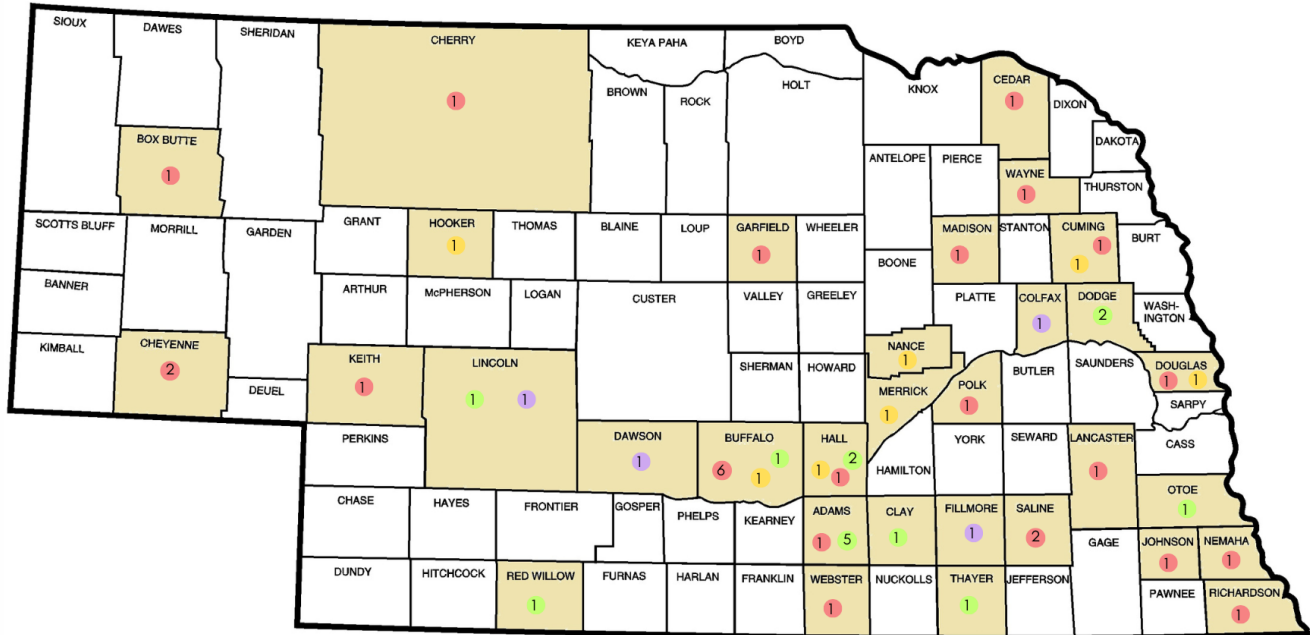 SIOUX
DAWES
SHERIDAN
CHERRY
1
KEYA PAHA
BOYD
BROWN
ROCK
HOLT
KNOX
CEDAR
1
DIXON
DAKOTA
BOX BUTTE
1
ANTELOPE
PIERCE
WAYNE
1
THURSTON
SCOTTS BLUFF
MORRILL
GARDEN
GRANT
HOOKER
1
THOMAS
BLAINE
LOUP
GARFIELD
1
WHEELER
BOONE
MADISON
1
STANTON
CUMING
1
1
BURT
BANNER
ARTHUR
McPHERSON
LOGAN
CUSTER
VALLEY
GREELEY
PLATTE
COLFAX
1
DODGE
2
WASH-
INGTON
KIMBALL
CHEYENNE
2
DEUEL
KEITH
1
LINCOLN
1
1
SHERMAN
HOWARD
NANCE
1
MERRICK
1
POLK
1
BUTLER
SAUNDERS
DOUGLAS
1
1
SARPY
PERKINS
DAWSON
1
BUFFALO
6
1
1
HALL
1
2
1
HAMILTON
YORK
SEWARD
LANCASTER
1
CASS
OTOE
1
CHASE
HAYES
FRONTIER
GOSPER
PHELPS
KEARNEY
ADAMS
1
5
CLAY
1
FILLMORE
1
SALINE
2
GAGE
JOHNSON
1
NEMAHA
1
DUNDY
HITCHCOCK
RED WILLOW
1
FURNAS
HARLAN
FRANKLIN
WEBSTER
1
NUCKOLLS
THAYER
1
JEFFERSON
PAWNEE
RICHARDSON
1